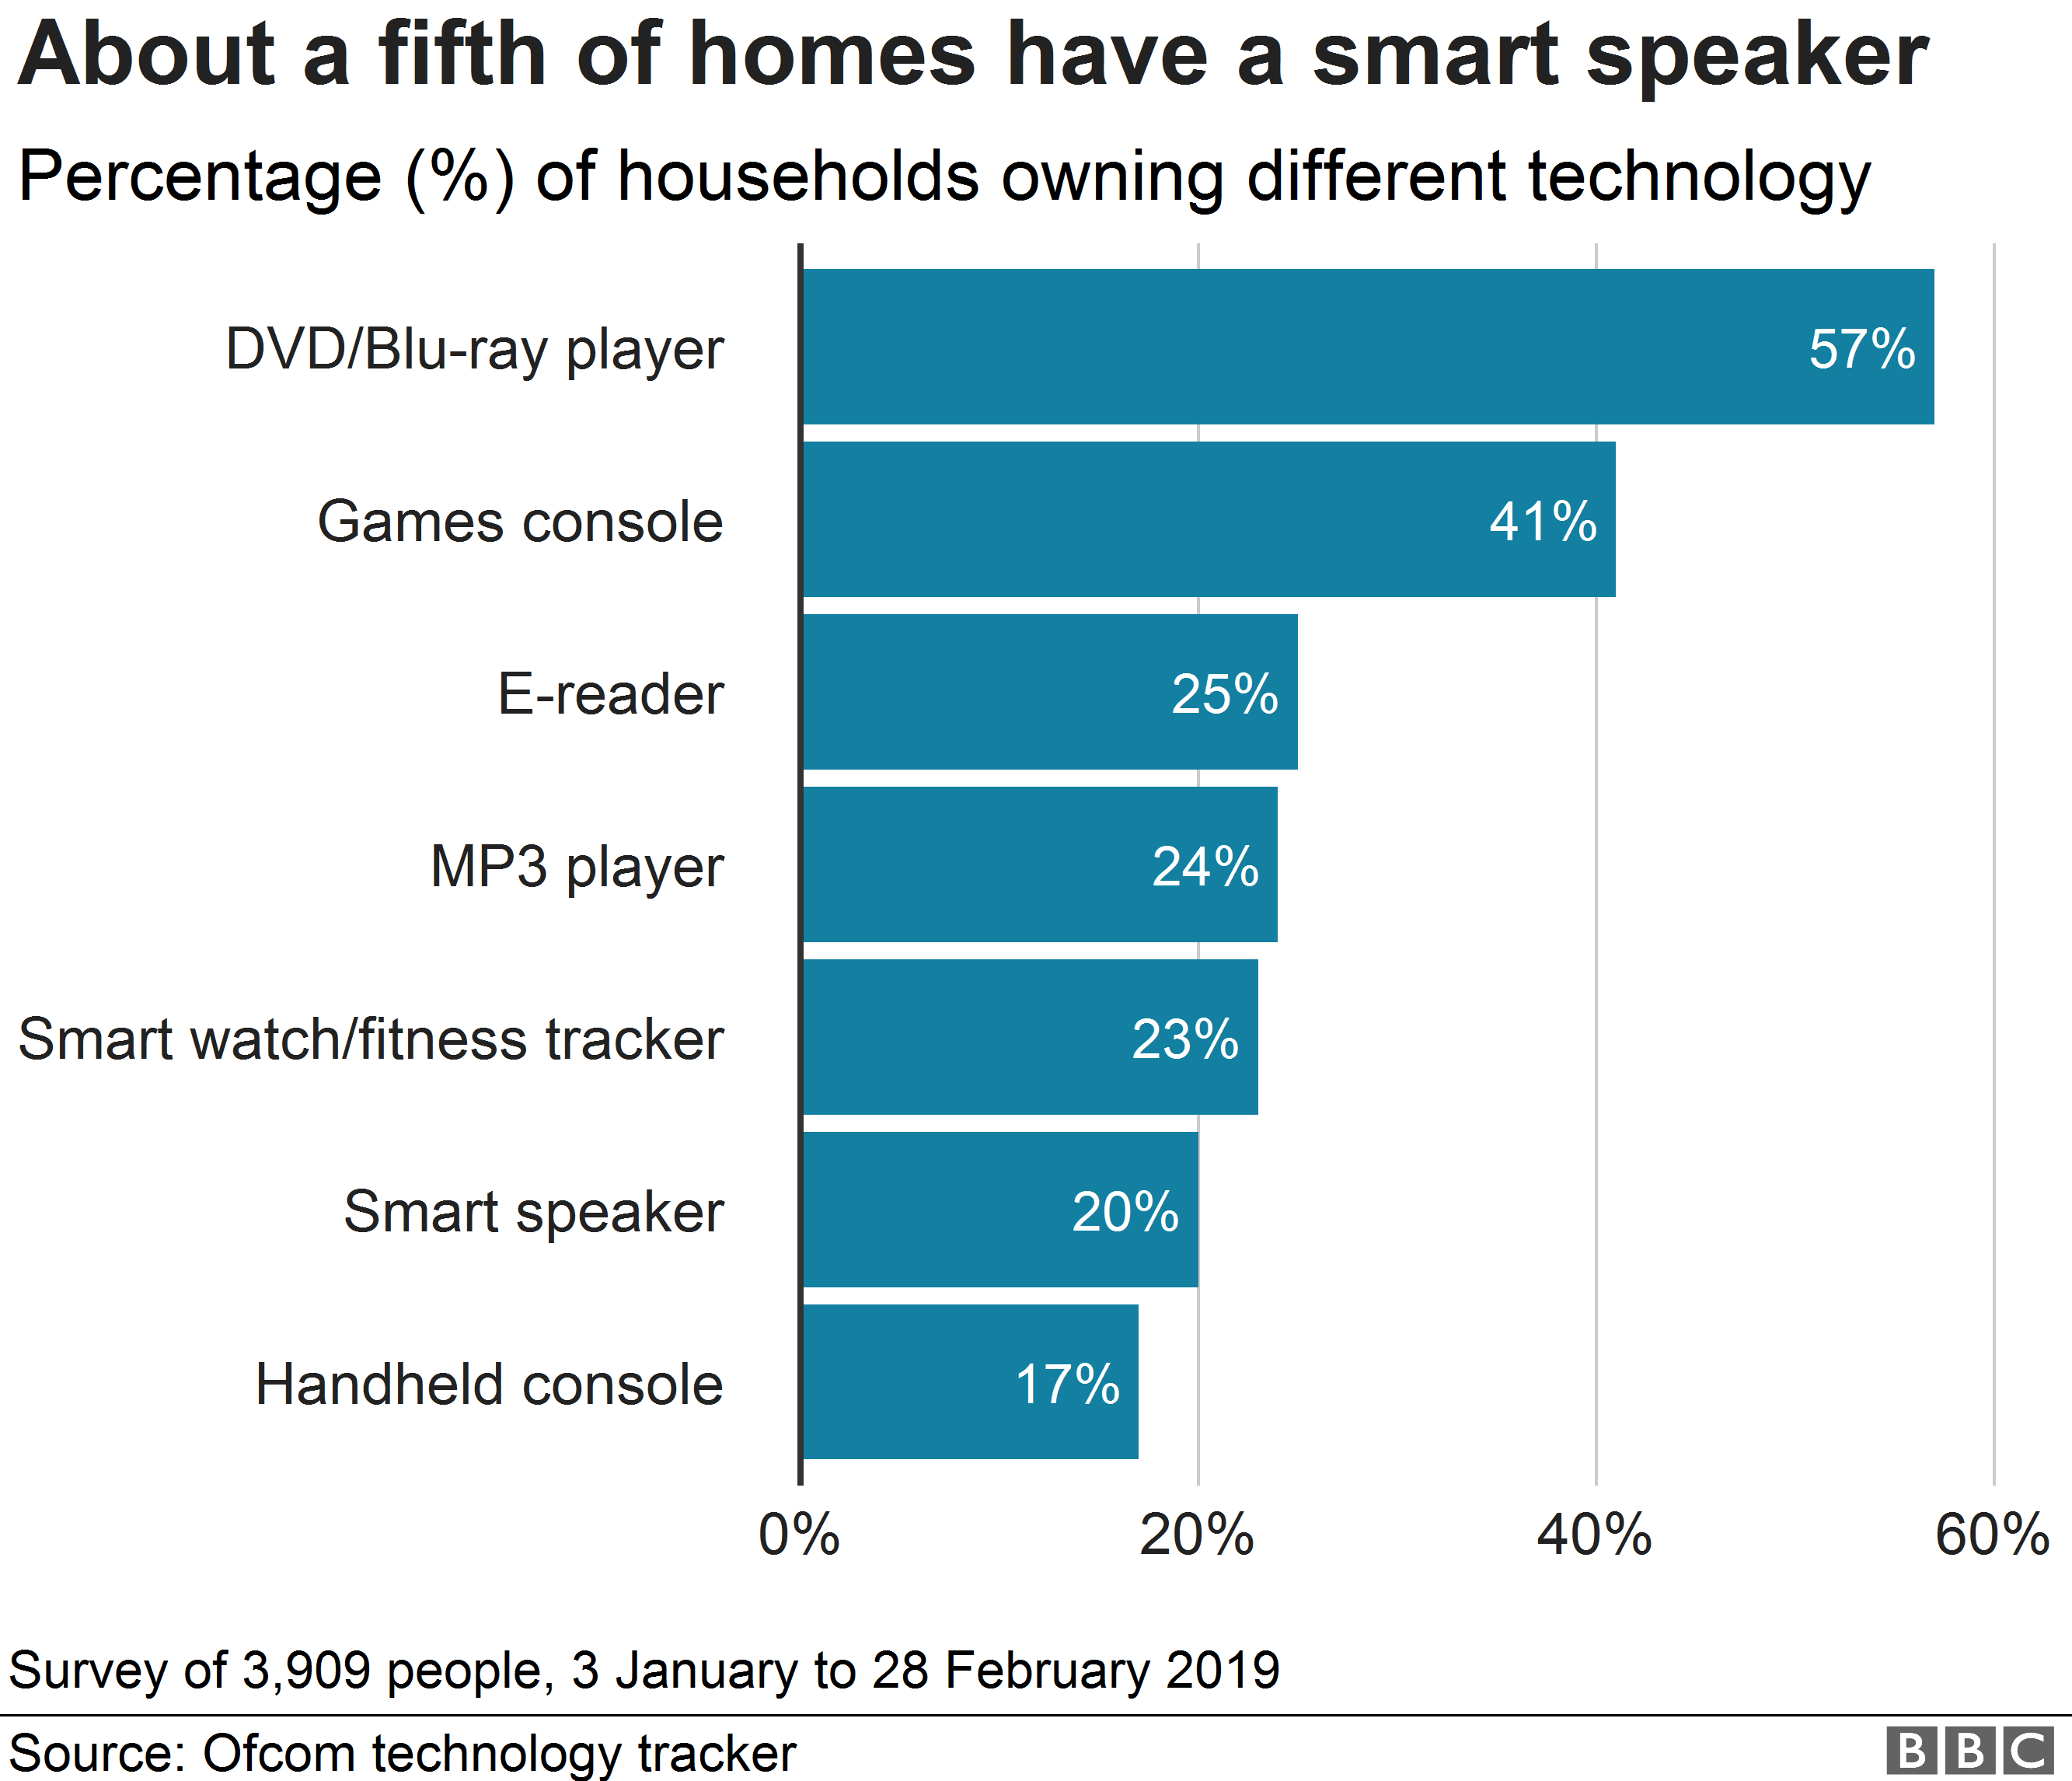 About a fifth of homes have a smart speaker
Percentage (%) of households owning different technology
DVD/Blu-ray player 57%
Games console 41%
E-reader 25%
MP3 player 24%
Smart watch/fitness tracker 23%
Smart speaker 20%
Handheld console 17%
0% 20% 40% 60%
Survey of 3,909 people, 3 January to 28 February 2019
Source: Ofcom technology tracker BBC